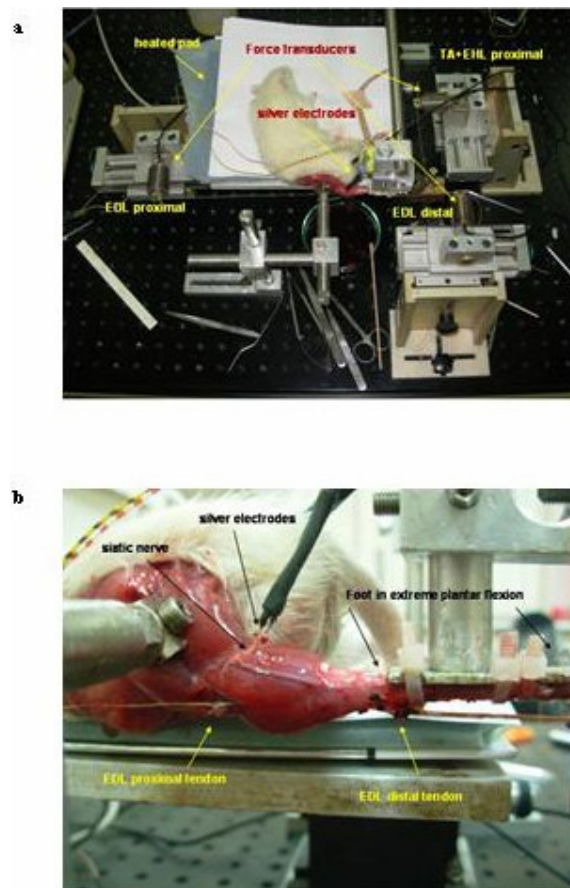 a
heated pad
Force transducers
TA+EHL proximal
silver electrodes
EDL proximal
EDL distal
b
silver electrodes
siatic nerve
Foot in extreme plantar flexion
EDL proximal tendon
EDL distal tendon